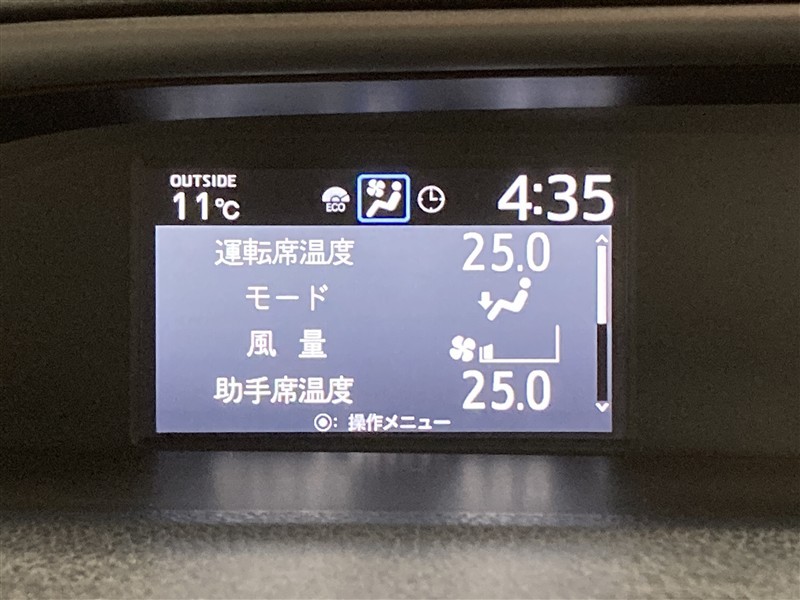 OUTSIDE
11℃ ECO 4:35
運転席温度 25.0
モード
風 量
助手席温度 25.0
◉: 操作メニュー